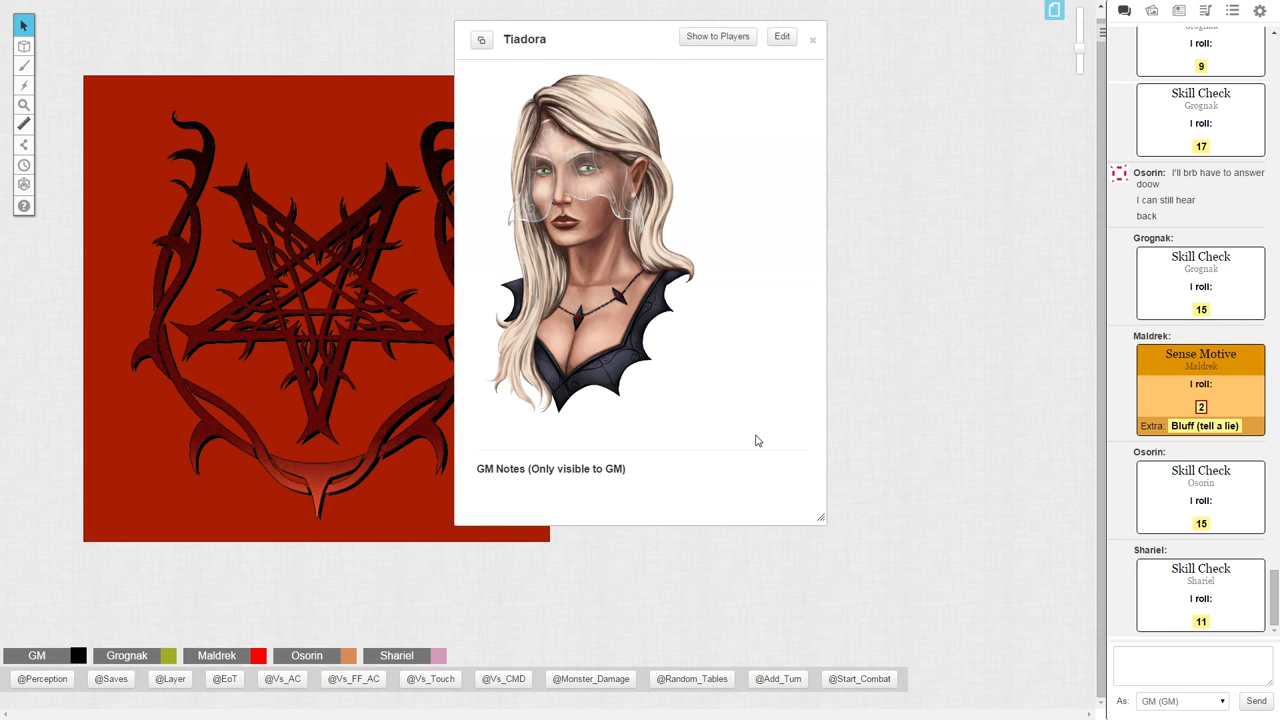 Tiadora
Show to Players
Edit
×
GM Notes (Only visible to GM)
Grognak
I roll:
9
Skill Check
Grognak
I roll:
17
Osorin: I'll brb have to answer
doow
I can still hear
back
Grognak:
Skill Check
Grognak
I roll:
15
Maldrek:
Sense Motive
Maldrek
I roll:
2
Extra: Bluff (tell a lie)
Osorin:
Skill Check
Osorin
I roll:
15
Shariel:
Skill Check
Shariel
I roll:
11
As: GM (GM) Send
GM Grognak Maldrek Osorin Shariel
@Perception @Saves @Layer @EoT @Vs_AC @Vs_FF_AC @Vs_Touch @Vs_CMD @Monster_Damage @Random_Tables @Add_Turn @Start_Combat